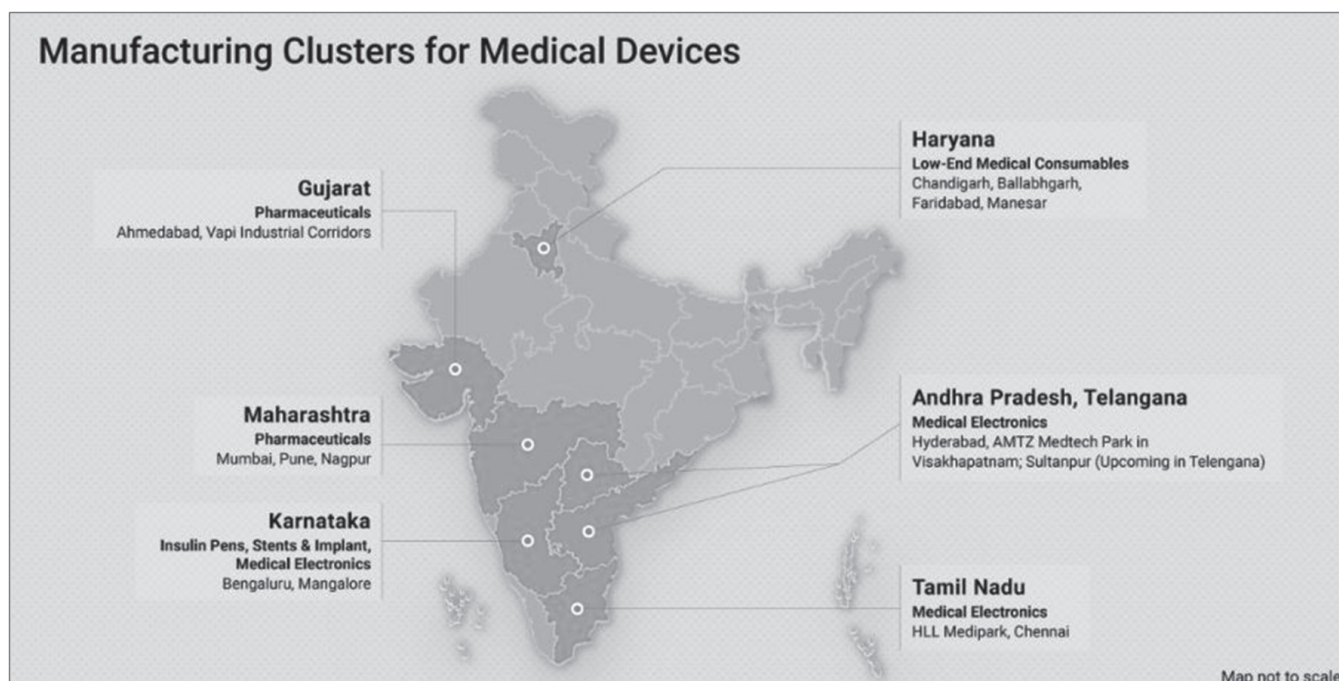 Manufacturing Clusters for Medical Devices
Haryana
Low-End Medical Consumables
Chandigarh, Ballabhgarh,
Faridabad, Manesar
Gujarat
Pharmaceuticals
Ahmedabad, Vapi Industrial Corridors
Andhra Pradesh, Telangana
Medical Electronics
Hyderabad, AMTZ Medtech Park in
Visakhapatnam; Sultanpur (Upcoming in Telengana)
Maharashtra
Pharmaceuticals
Mumbai, Pune, Nagpur
Karnataka
Insulin Pens, Stents & Implant,
Medical Electronics
Bengaluru, Mangalore
Tamil Nadu
Medical Electronics
HLL Medipark, Chennai
Map not to scale